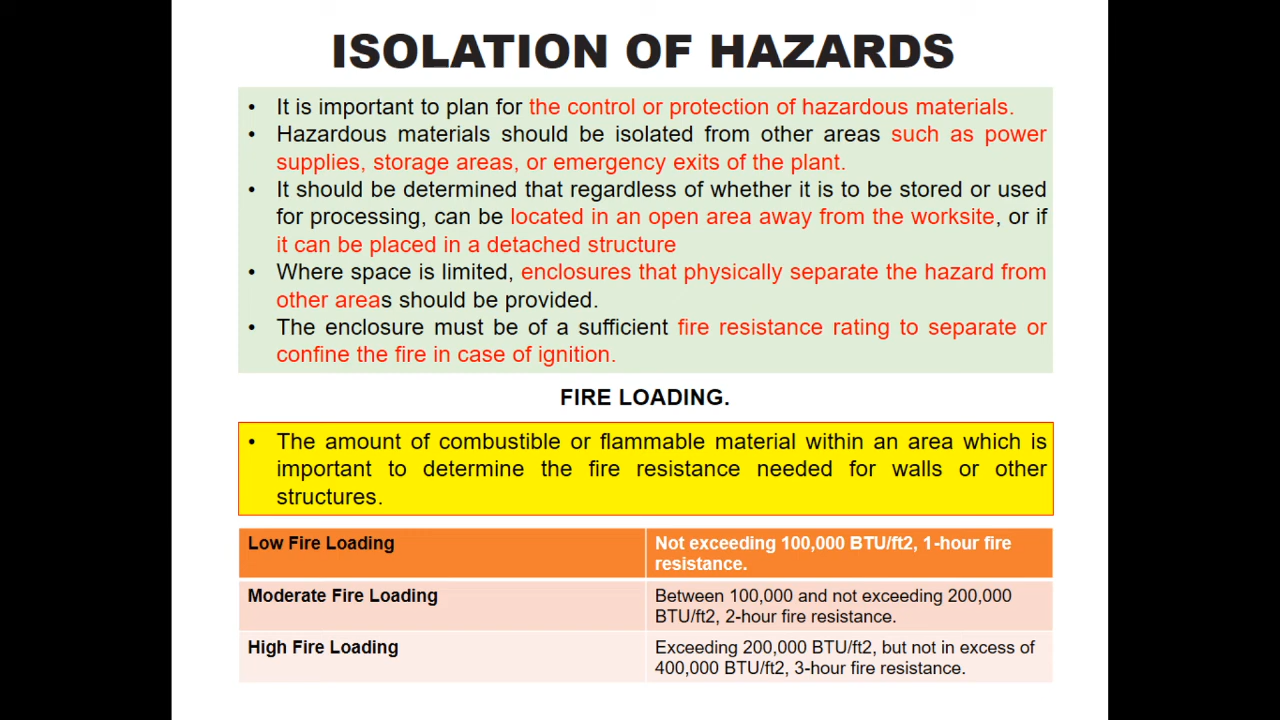 ISOLATION OF HAZARDS
• It is important to plan for the control or protection of hazardous materials.
• Hazardous materials should be isolated from other areas such as power
supplies, storage areas, or emergency exits of the plant.
• It should be determined that regardless of whether it is to be stored or used
for processing, can be located in an open area away from the worksite, or if
it can be placed in a detached structure
• Where space is limited, enclosures that physically separate the hazard from
other areas should be provided.
• The enclosure must be of a sufficient fire resistance rating to separate or
confine the fire in case of ignition.
FIRE LOADING.
• The amount of combustible or flammable material within an area which is
important to determine the fire resistance needed for walls or other
structures.
Low Fire Loading
Not exceeding 100,000 BTU/ft2, 1-hour fire
resistance.
Moderate Fire Loading
Between 100,000 and not exceeding 200,000
BTU/ft2, 2-hour fire resistance.
High Fire Loading
Exceeding 200,000 BTU/ft2, but not in excess of
400,000 BTU/ft2, 3-hour fire resistance.